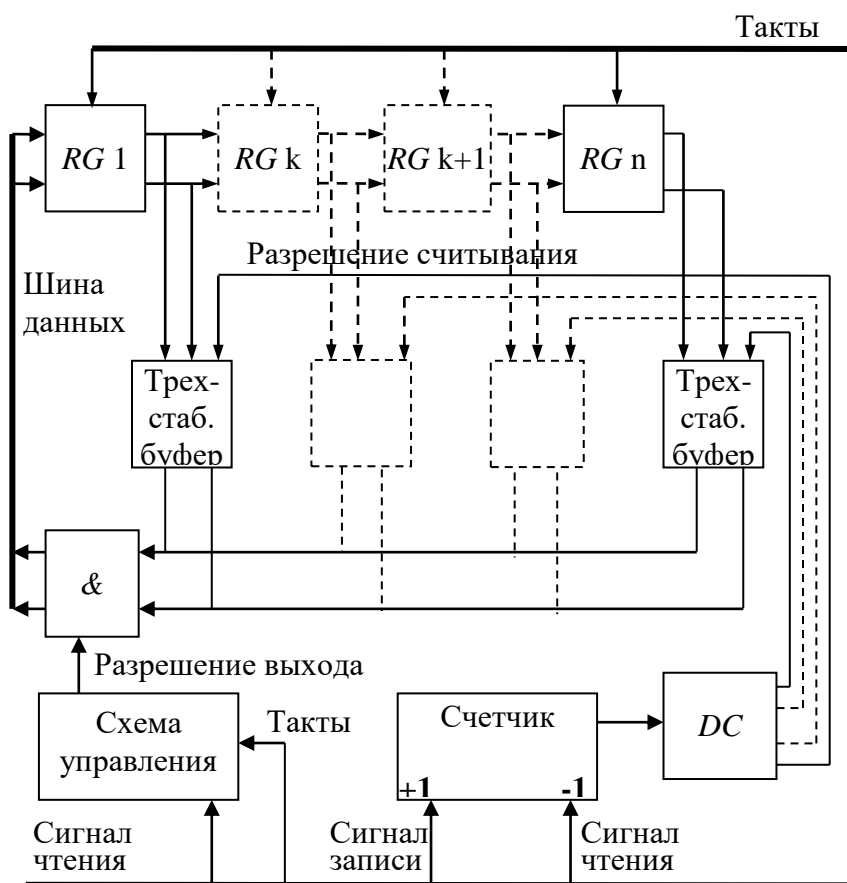 Такты
RG 1
RG k
RG k+1
RG n
Разрешение считывания
Шина
данных
Трех-
стаб.
буфер
Трех-
стаб.
буфер
&
Разрешение выхода
Схема
управления
Такты
Счетчик
+1
-1
DC
Сигнал
чтения
Сигнал
записи
Сигнал
чтения